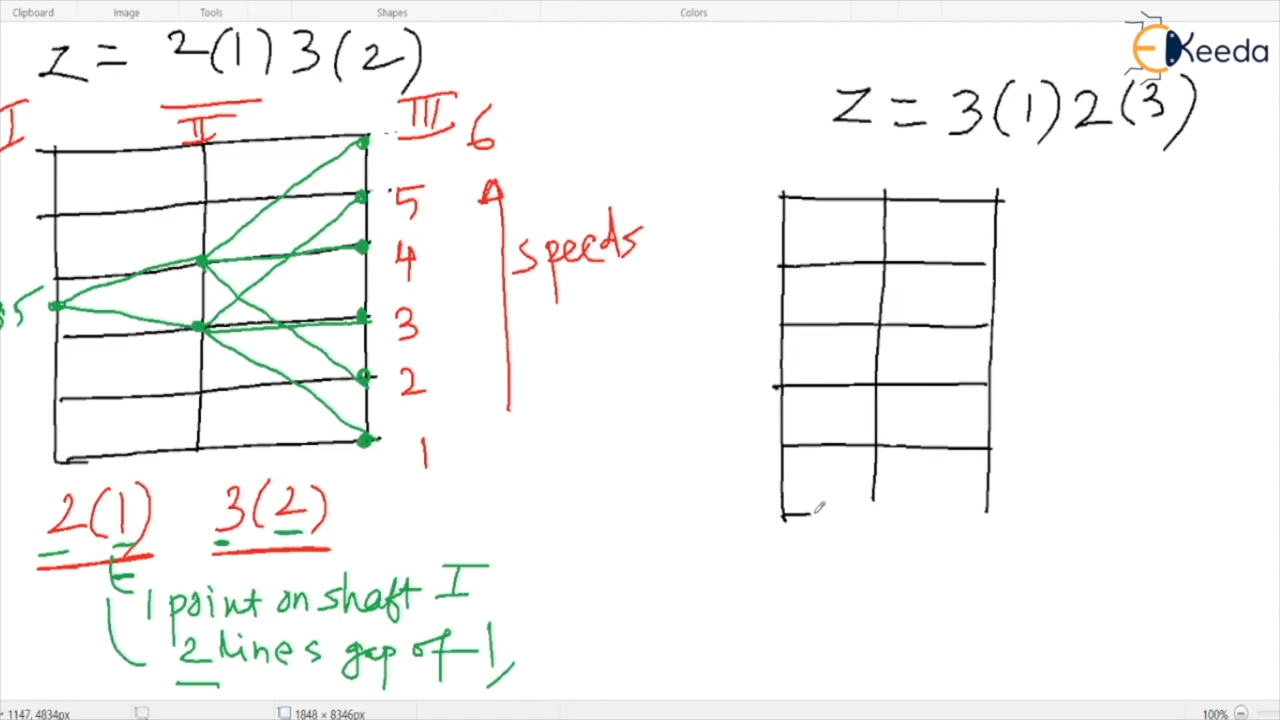 Clipboard Image Tools Shapes Colors
Keeda
Z = 2(1) 3(2)
Z = 3(1) 2(3)
I II III 6
5
4
3
2
1
speeds
2(1) 3(2)
1 point on shaft I
2 lines gap of 1,
1147, 4834px 1848 × 8346px 100%